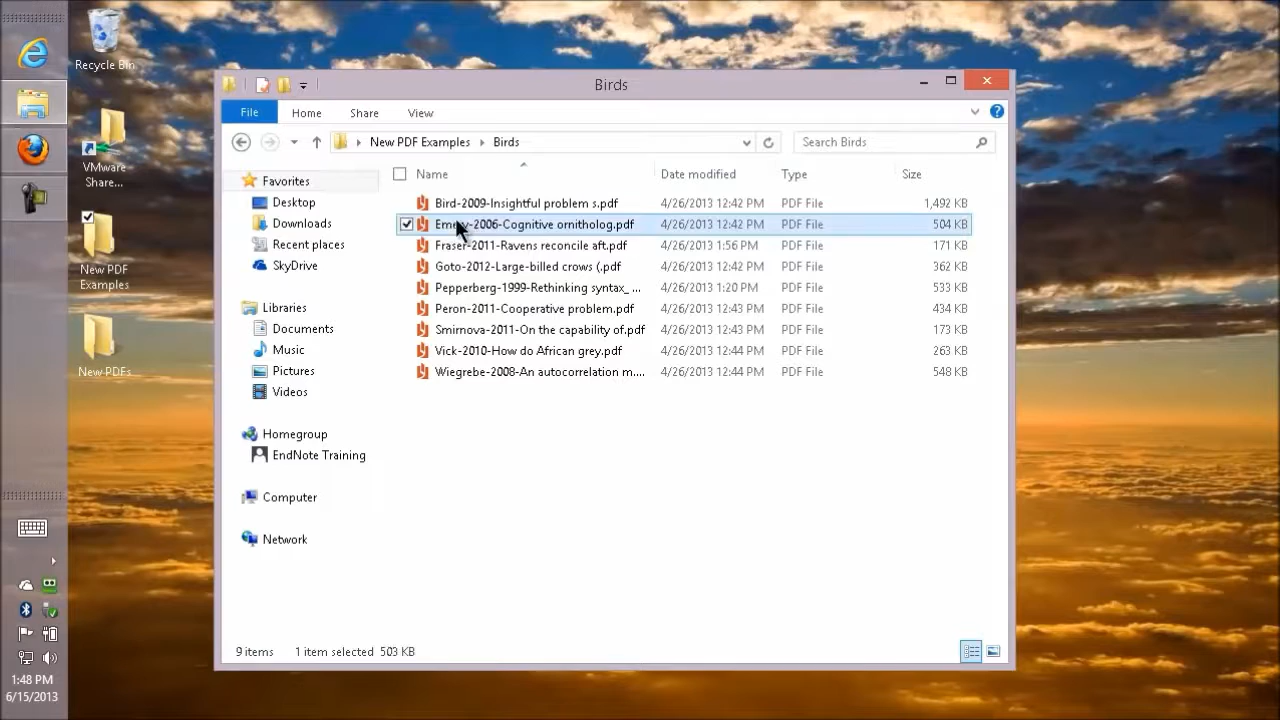 Recycle Bin
VMware
Share...
New PDF
Examples
New PDFs
1:48 PM
6/15/2013
Birds
File Home Share View
New PDF Examples Birds
Search Birds
Favorites
Desktop
Downloads
Recent places
SkyDrive
Libraries
Documents
Music
Pictures
Videos
Homegroup
EndNote Training
Computer
Network
Name Date modified Type Size
Bird-2009-Insightful problem s.pdf 4/26/2013 12:42 PM PDF File 1,492 KB
2006-Cognitive ornitholog.pdf 4/26/2013 12:42 PM PDF File 504 KB
Fraser-2011-Ravens reconcile aft.pdf 4/26/2013 1:56 PM PDF File 171 KB
Goto-2012-Large-billed crows (.pdf 4/26/2013 12:42 PM PDF File 362 KB
Pepperberg-1999-Rethinking syntax_ ... 4/26/2013 1:20 PM PDF File 533 KB
Peron-2011-Cooperative problem.pdf 4/26/2013 12:43 PM PDF File 434 KB
Smirnova-2011-On the capability of.pdf 4/26/2013 12:43 PM PDF File 173 KB
Vick-2010-How do African grey.pdf 4/26/2013 12:44 PM PDF File 263 KB
Wiegrebe-2008-An autocorrelation m.... 4/26/2013 12:44 PM PDF File 548 KB
9 items 1 item selected 503 KB